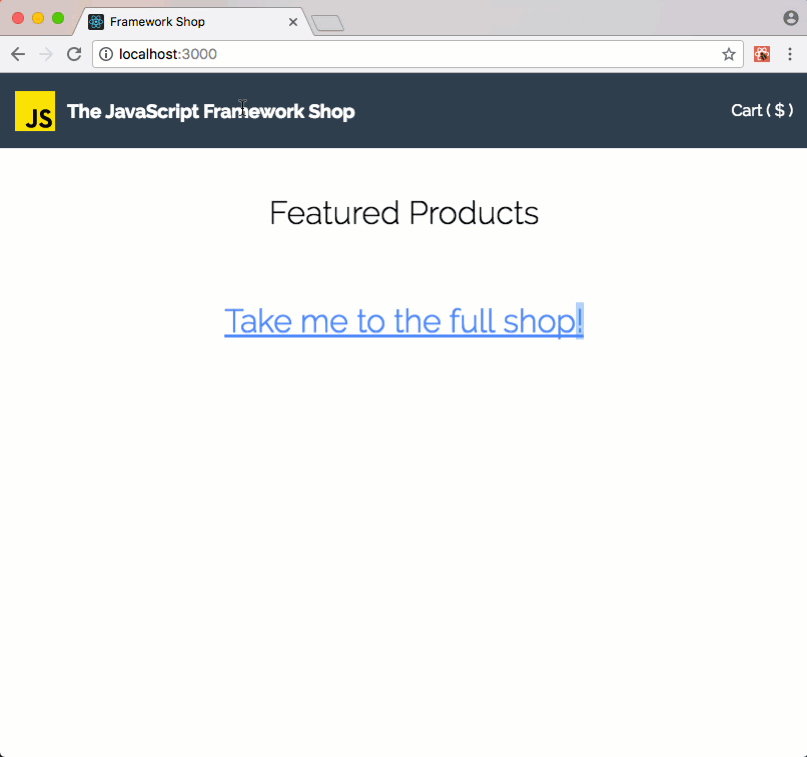 Framework Shop
localhost:3000
JS The JavaScript Framework Shop Cart ( $ )
Featured Products
Take me to the full shop!